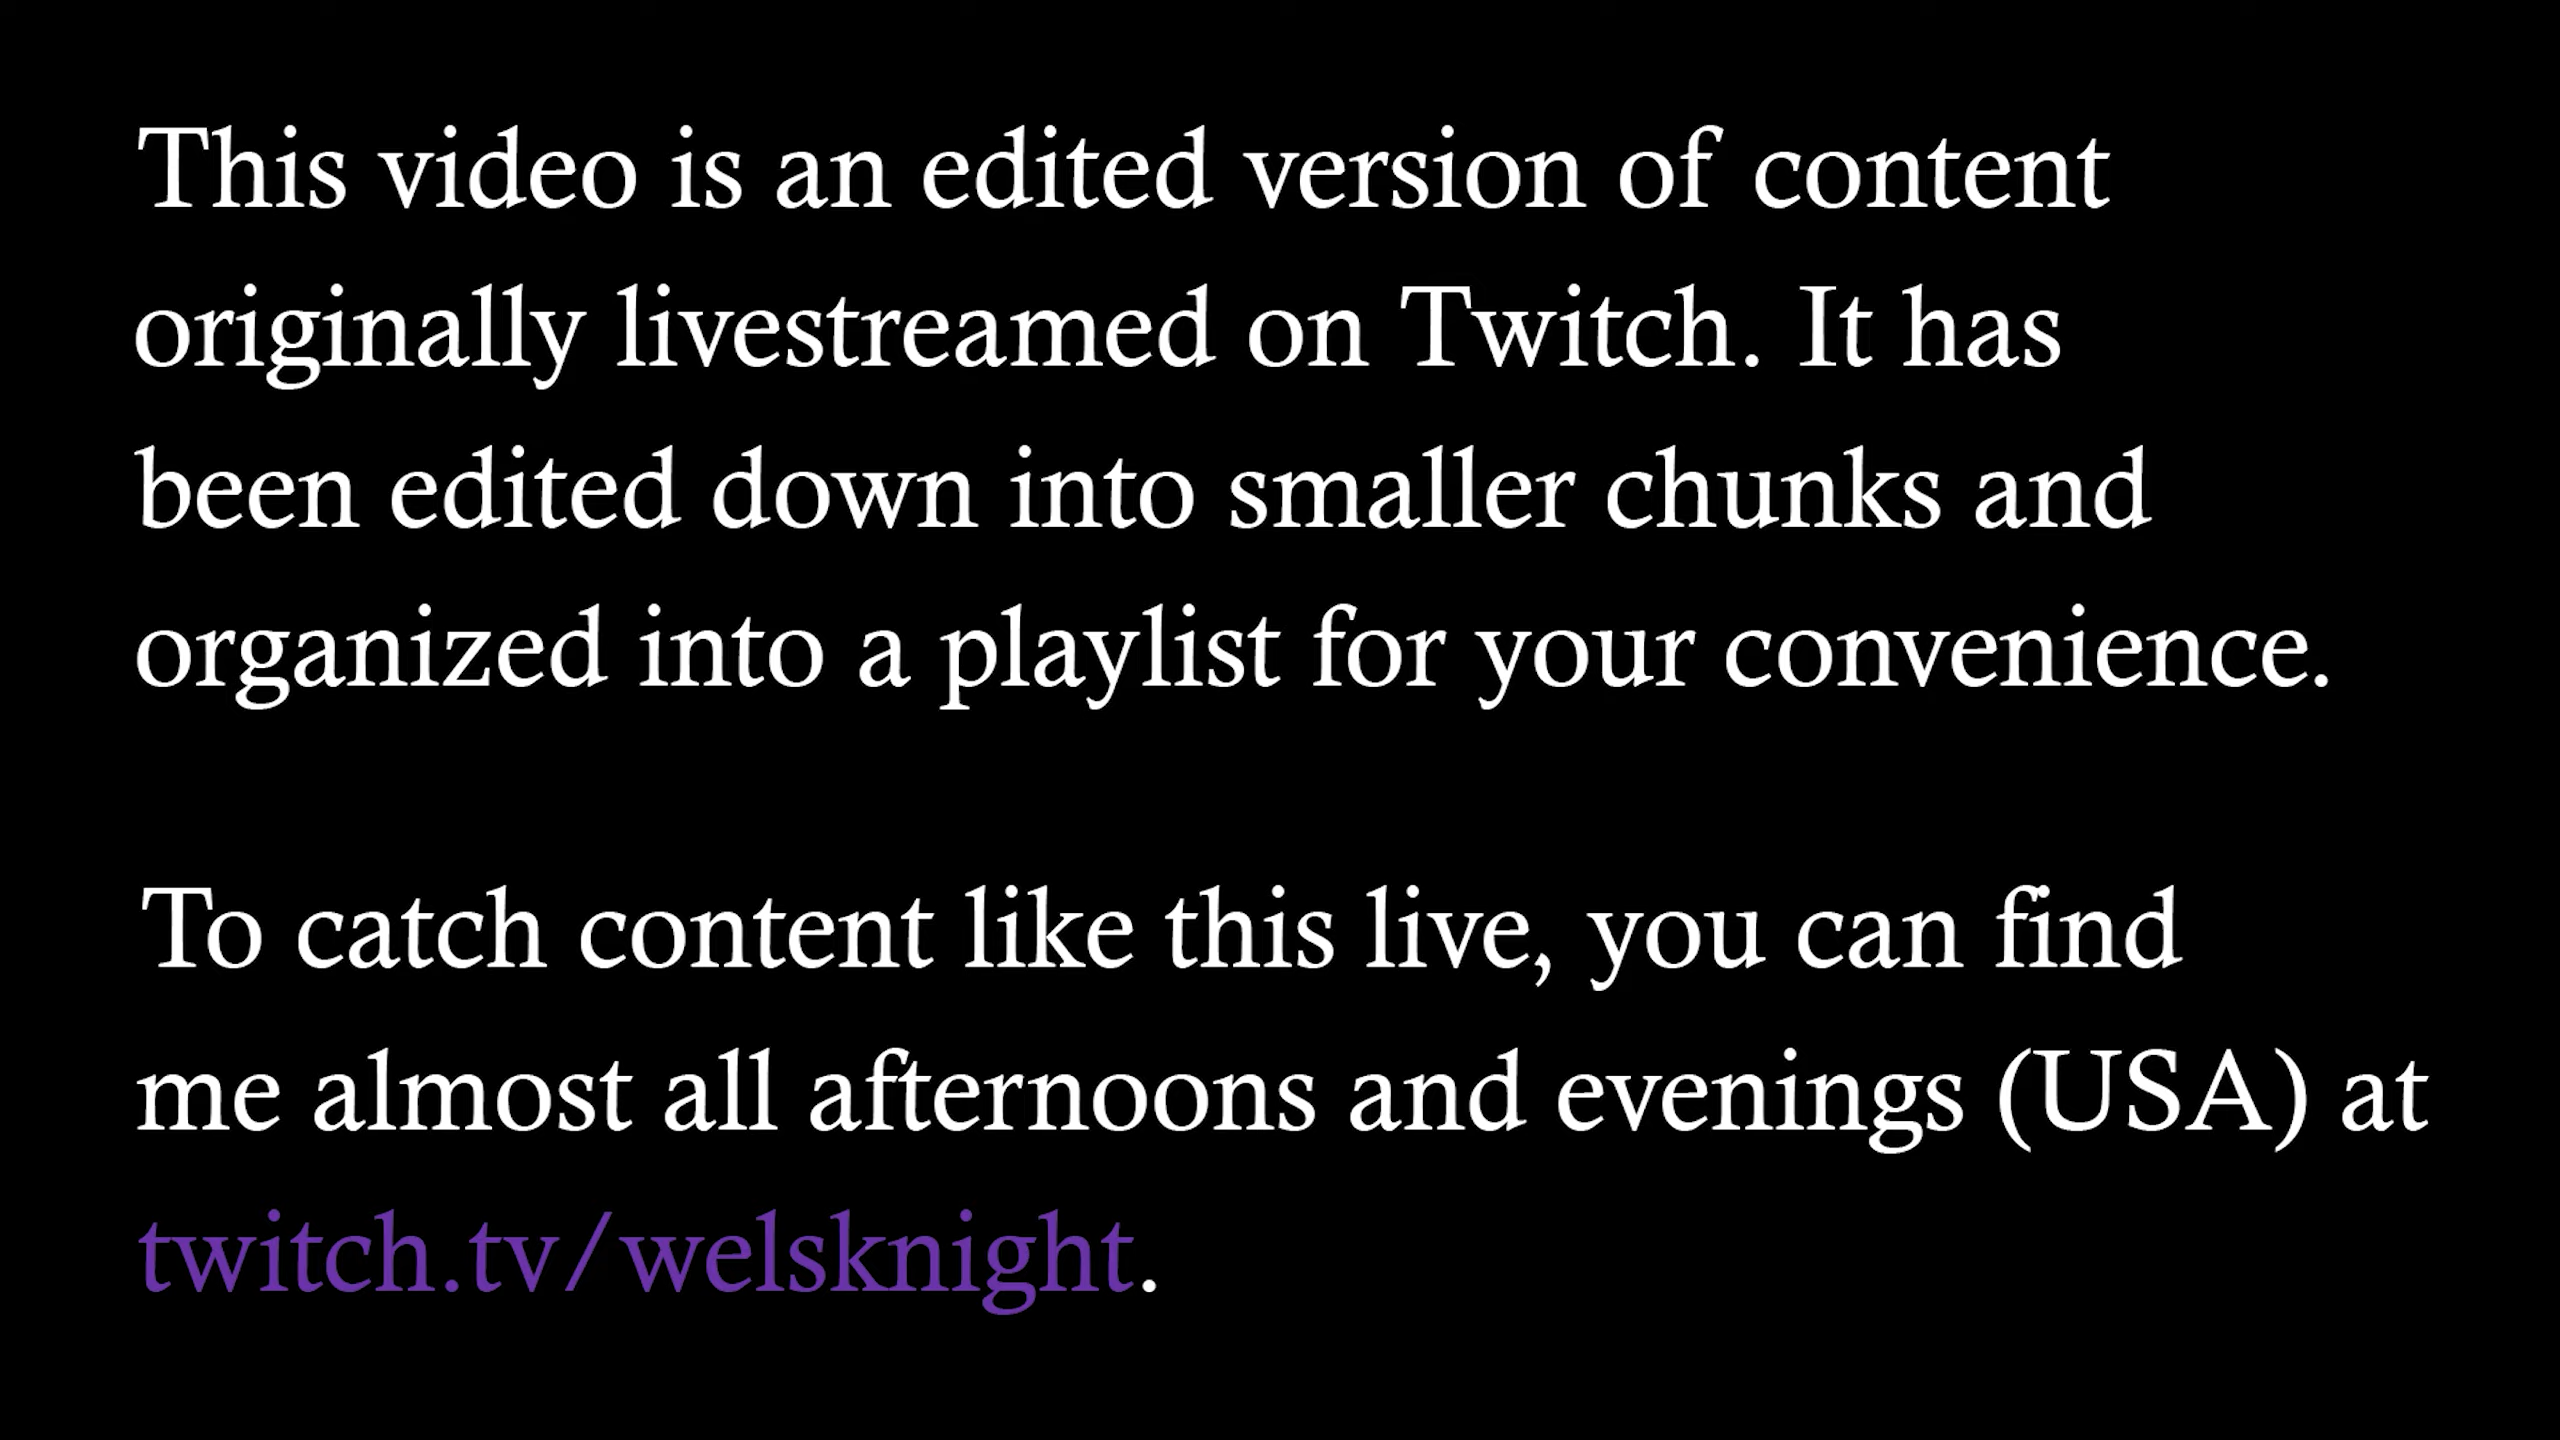 This video is an edited version of content
originally livestreamed on Twitch. It has
been edited down into smaller chunks and
organized into a playlist for your convenience.
To catch content like this live, you can find
me almost all afternoons and evenings (USA) at
twitch.tv/welsknight.